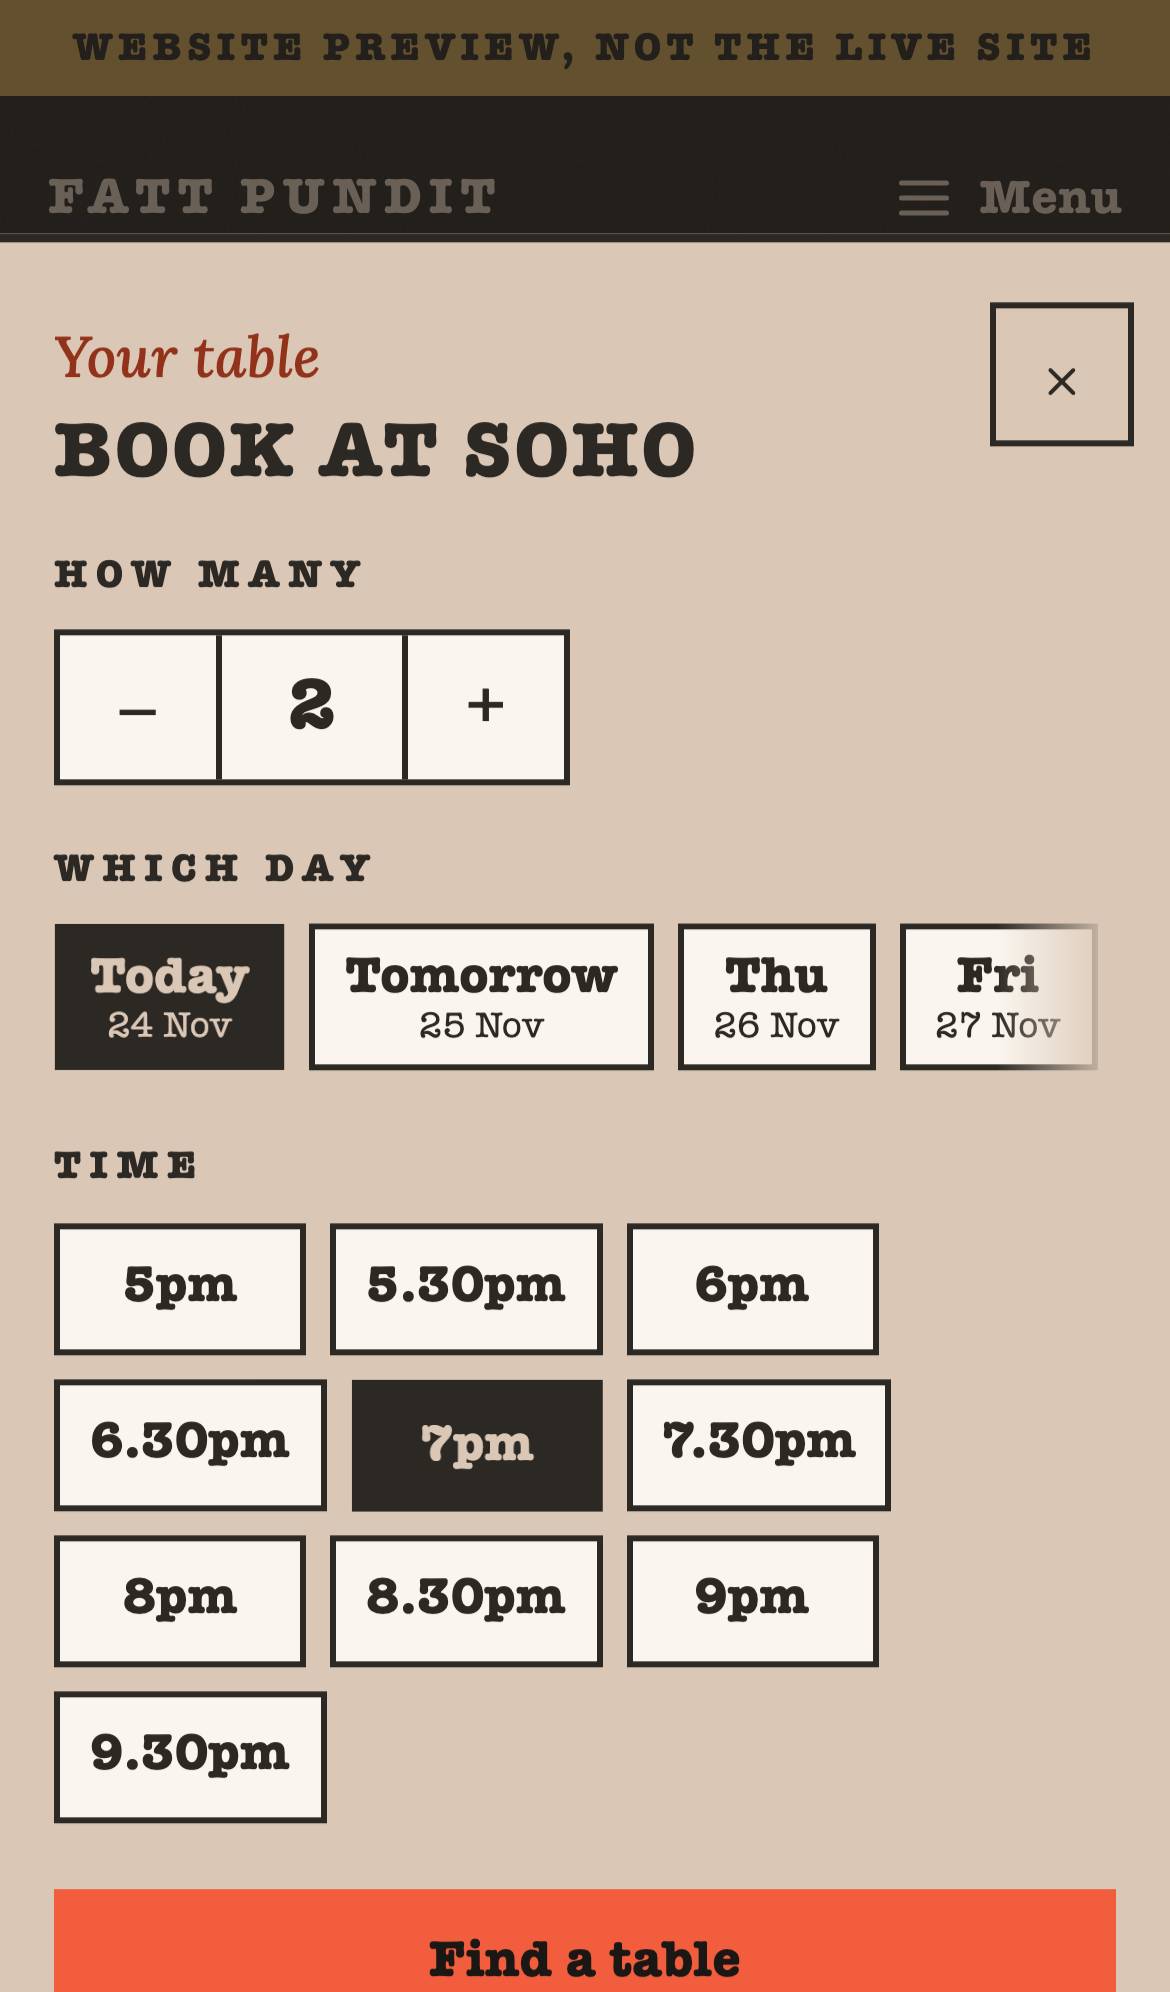 WEBSITE PREVIEW, NOT THE LIVE SITE
FATT PUNDIT
Menu
Your table
BOOK AT SOHO
×
HOW MANY
– 2 +
WHICH DAY
Today Tomorrow Thu Fri
24 Nov 25 Nov 26 Nov 27 Nov
TIME
5pm 5.30pm 6pm
6.30pm 7pm 7.30pm
8pm 8.30pm 9pm
9.30pm
Find a table